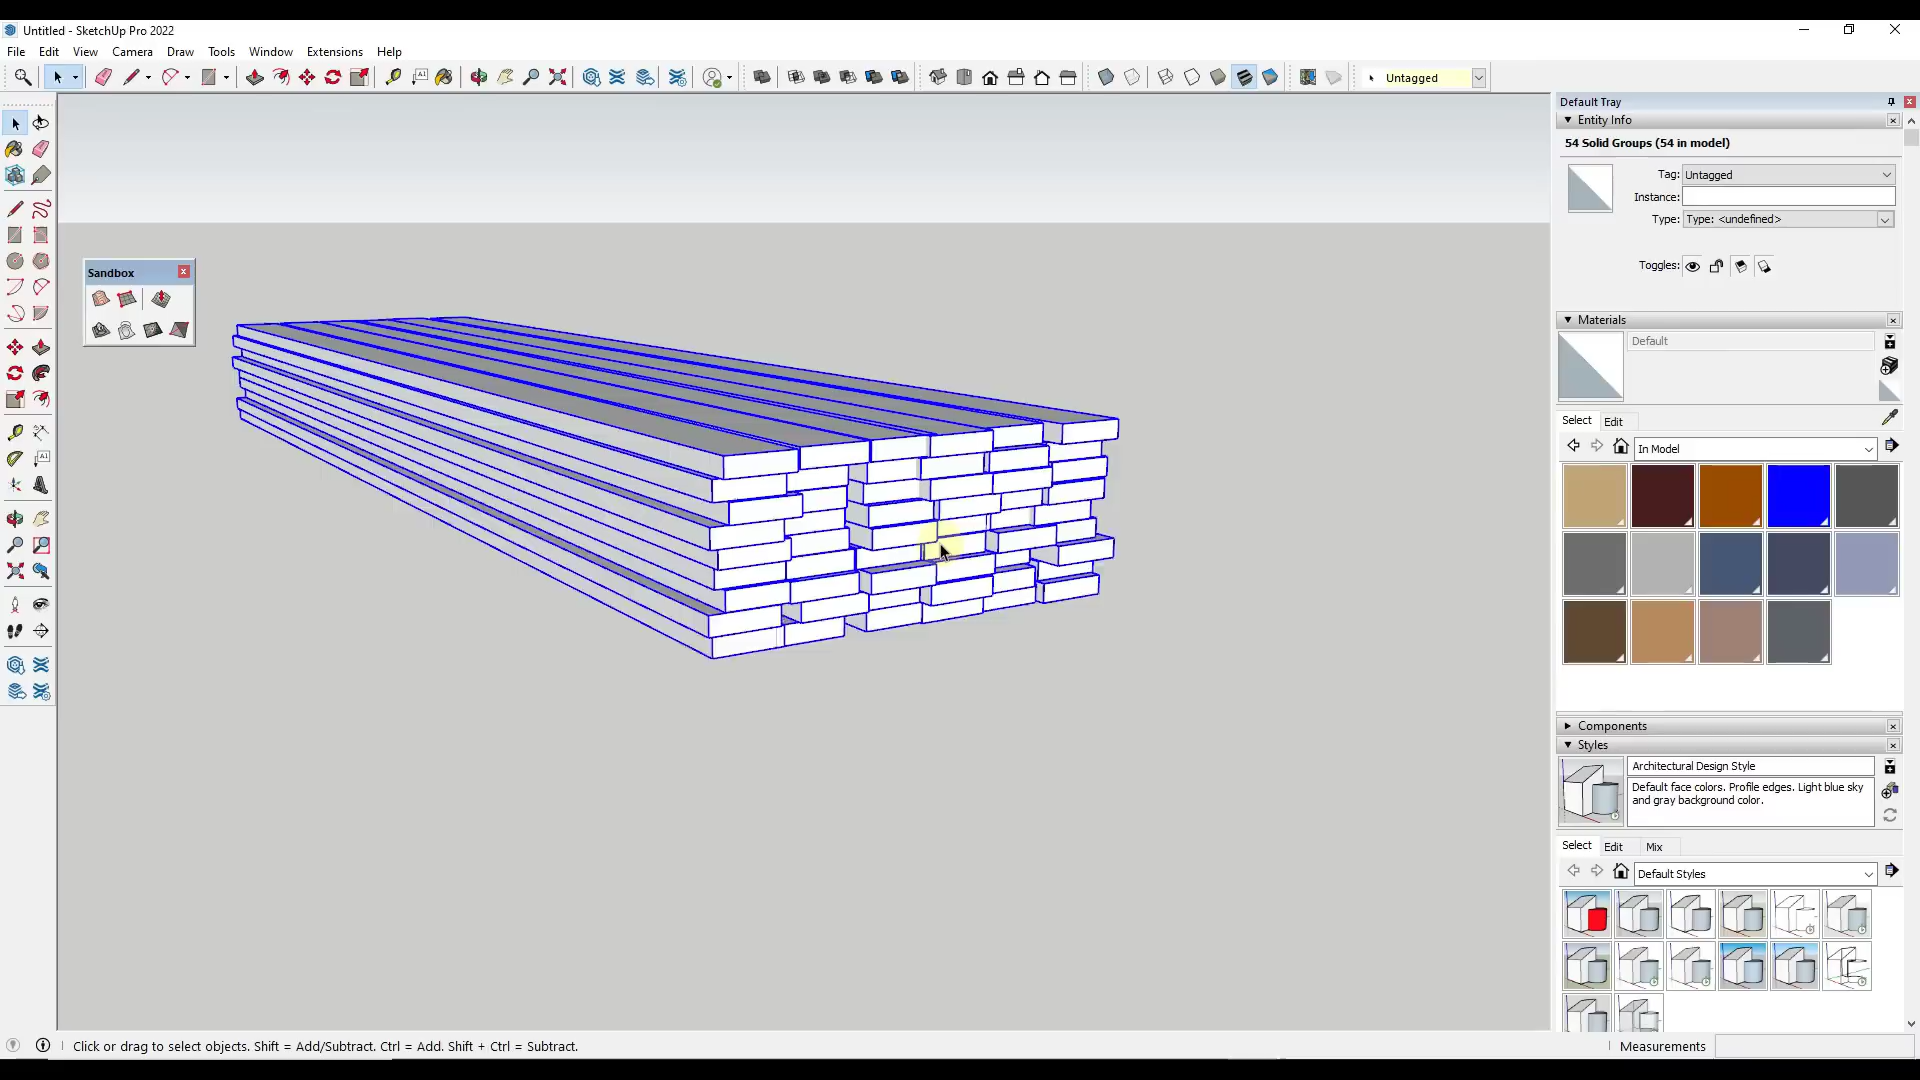 Untitled - SketchUp Pro 2022
File Edit View Camera Draw Tools Window Extensions Help
Untagged
Default Tray
Entity Info
54 Solid Groups (54 in model)
Tag: Untagged
Instance:
Type: Type: <undefined>
Toggles:
Sandbox
Materials
Default
Select Edit
In Model
Components
Styles
Architectural Design Style
Default face colors. Profile edges. Light blue sky
and gray background color.
Select Edit Mix
Default Styles
Click or drag to select objects. Shift = Add/Subtract. Ctrl = Add. Shift + Ctrl = Subtract.
Measurements